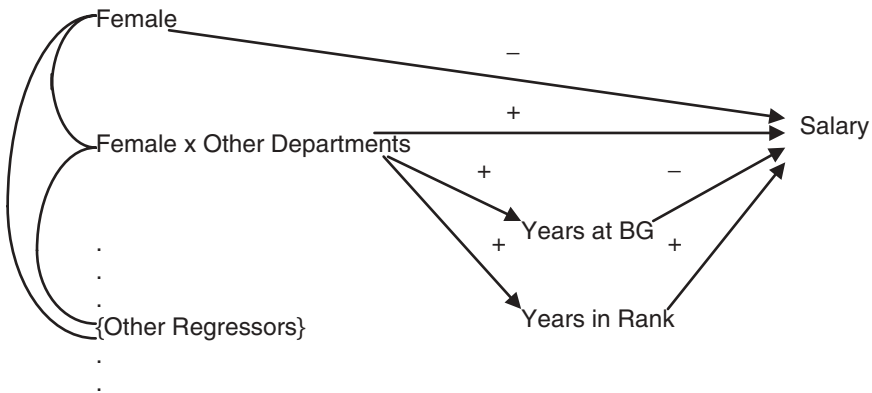 Female
–
+
Salary
Female x Other Departments
+
–
Years at BG
+
+
.
.
.
Years in Rank
{Other Regressors}
.
.